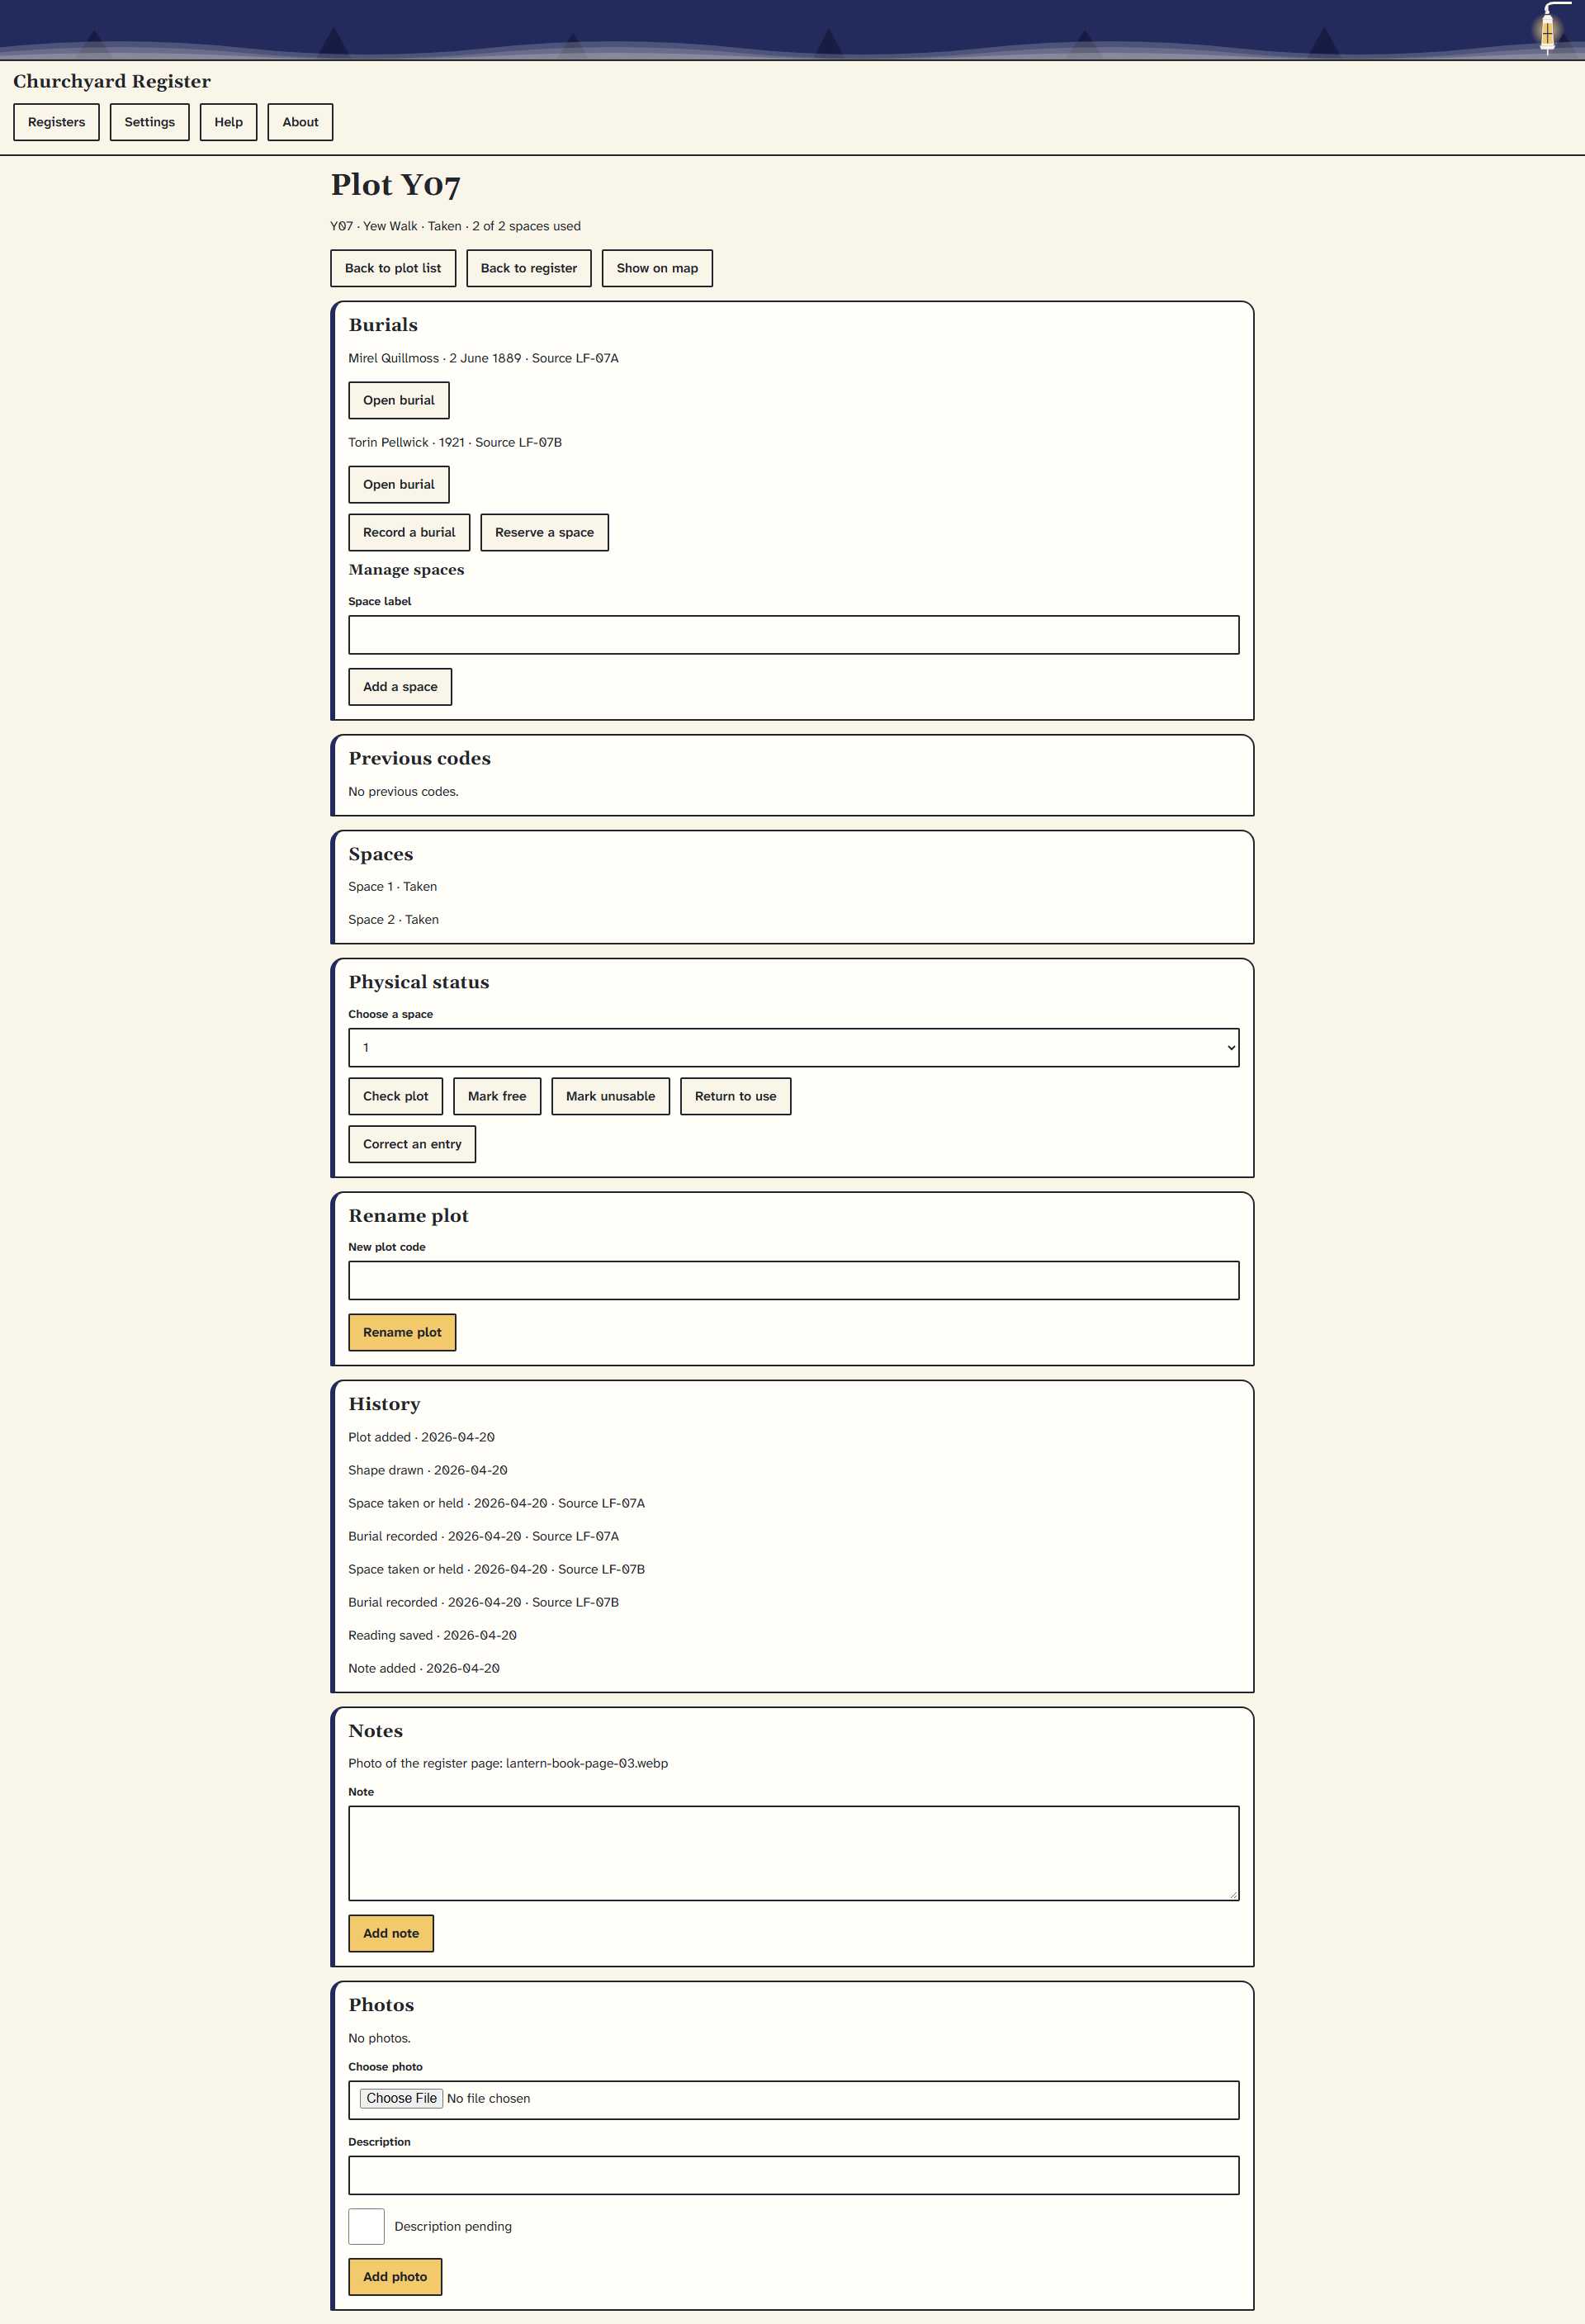 Churchyard Register
Registers Settings Help About
Plot Y07
Y07 · Yew Walk · Taken · 2 of 2 spaces used
Back to plot list Back to register Show on map
Burials
Mirel Quillmoss · 2 June 1889 · Source LF-07A
Open burial
Torin Pellwick · 1921 · Source LF-07B
Open burial
Record a burial Reserve a space
Manage spaces
Space label
Add a space
Previous codes
No previous codes.
Spaces
Space 1 · Taken
Space 2 · Taken
Physical status
Choose a space
1
Check plot Mark free Mark unusable Return to use
Correct an entry
Rename plot
New plot code
Rename plot
History
Plot added · 2026-04-20
Shape drawn · 2026-04-20
Space taken or held · 2026-04-20 · Source LF-07A
Burial recorded · 2026-04-20 · Source LF-07A
Space taken or held · 2026-04-20 · Source LF-07B
Burial recorded · 2026-04-20 · Source LF-07B
Reading saved · 2026-04-20
Note added · 2026-04-20
Notes
Photo of the register page: lantern-book-page-03.webp
Note
Add note
Photos
No photos.
Choose photo
Choose File No file chosen
Description
Description pending
Add photo